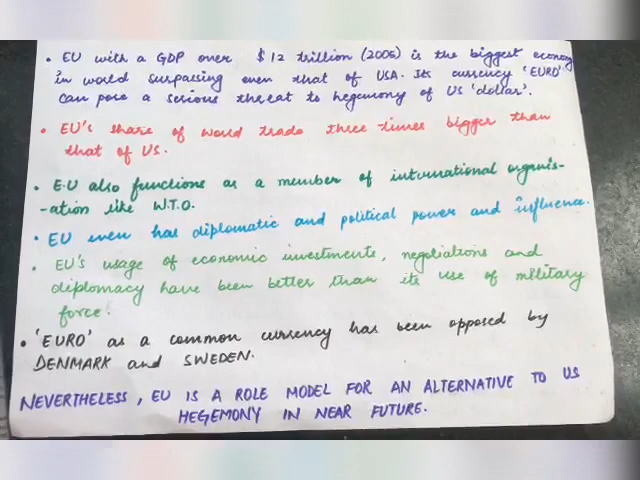 • EU with a GDP over $12 trillion (2005) is the biggest economy
in world surpassing even that of USA. Its currency 'EURO'
can pose a serious threat to hegemony of US 'dollar'.
• EU's share of world trade three times bigger than
that of US.
• E.U also functions as a member of international organis-
-ation like W.T.O.
• EU even has diplomatic and political power and influence.
• EU's usage of economic investments, negotiations and
diplomacy have been better than its use of military
force.
• 'EURO' as a common currency has been opposed by
DENMARK and SWEDEN.
NEVERTHELESS, EU IS A ROLE MODEL FOR AN ALTERNATIVE TO US
HEGEMONY IN NEAR FUTURE.